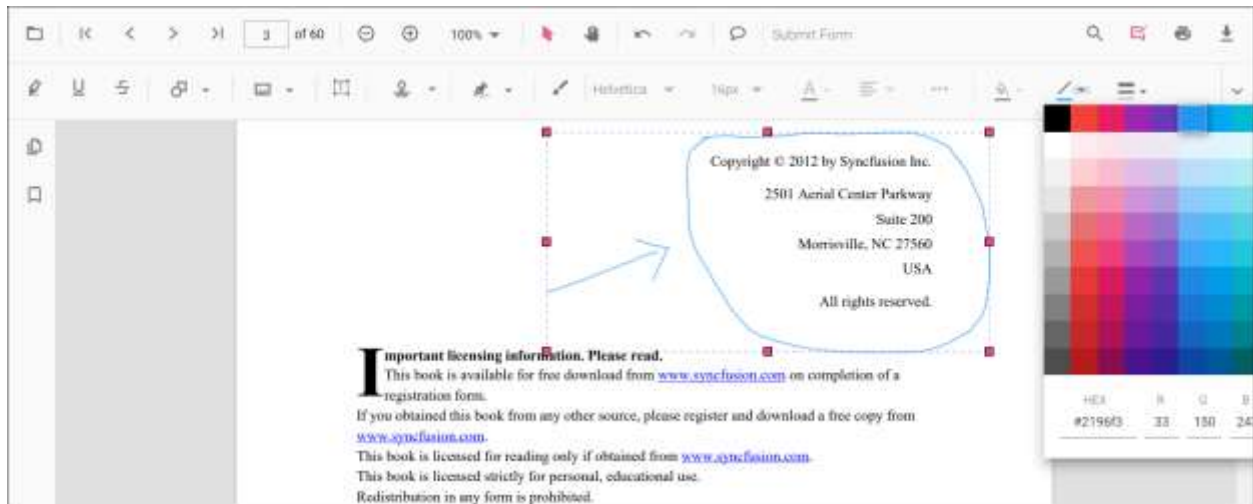 3 of 60 100% Submit Form
Helvetica 16px A
Copyright © 2012 by Syncfusion Inc.
2501 Aerial Center Parkway
Suite 200
Morrisville, NC 27560
USA
All rights reserved.
Important licensing information. Please read.
This book is available for free download from www.syncfusion.com on completion of a
registration form.
If you obtained this book from any other source, please register and download a free copy from
www.syncfusion.com.
This book is licensed for reading only if obtained from www.syncfusion.com.
This book is licensed strictly for personal, educational use.
Redistribution in any form is prohibited.
HEX R G B
#2196f3 33 150 24